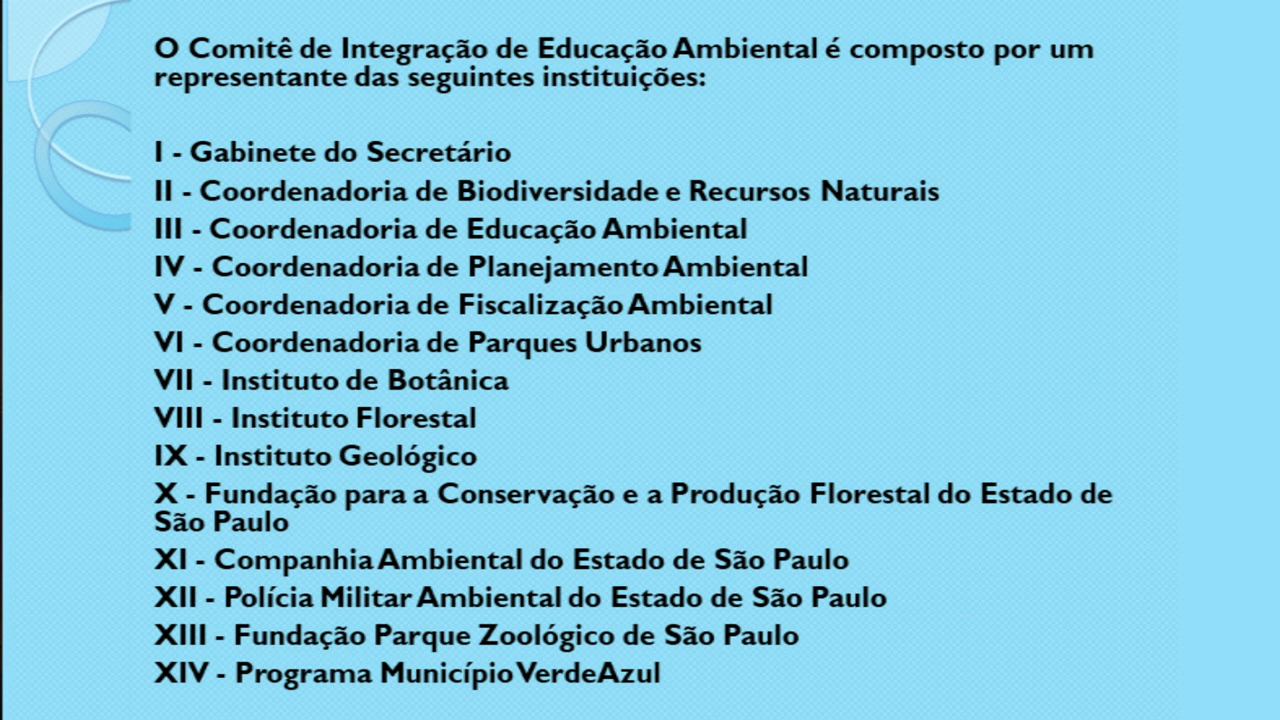 O Comitê de Integração de Educação Ambiental é composto por um
representante das seguintes instituições:
I - Gabinete do Secretário
II - Coordenadoria de Biodiversidade e Recursos Naturais
III - Coordenadoria de Educação Ambiental
IV - Coordenadoria de Planejamento Ambiental
V - Coordenadoria de Fiscalização Ambiental
VI - Coordenadoria de Parques Urbanos
VII - Instituto de Botânica
VIII - Instituto Florestal
IX - Instituto Geológico
X - Fundação para a Conservação e a Produção Florestal do Estado de
São Paulo
XI - Companhia Ambiental do Estado de São Paulo
XII - Polícia Militar Ambiental do Estado de São Paulo
XIII - Fundação Parque Zoológico de São Paulo
XIV - Programa Município VerdeAzul